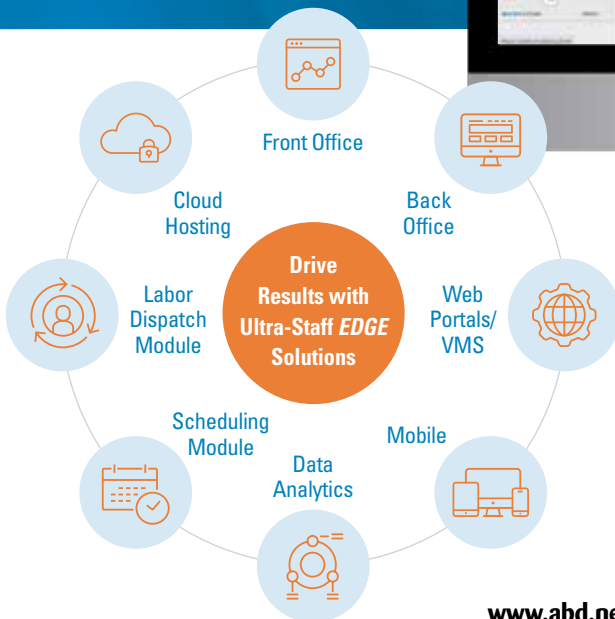 Front Office
Cloud
Hosting
Back
Office
Drive
Results with
Ultra-Staff EDGE
Solutions
Labor
Dispatch
Module
Web
Portals/
VMS
Scheduling
Module
Mobile
Data
Analytics
www.abd.ne